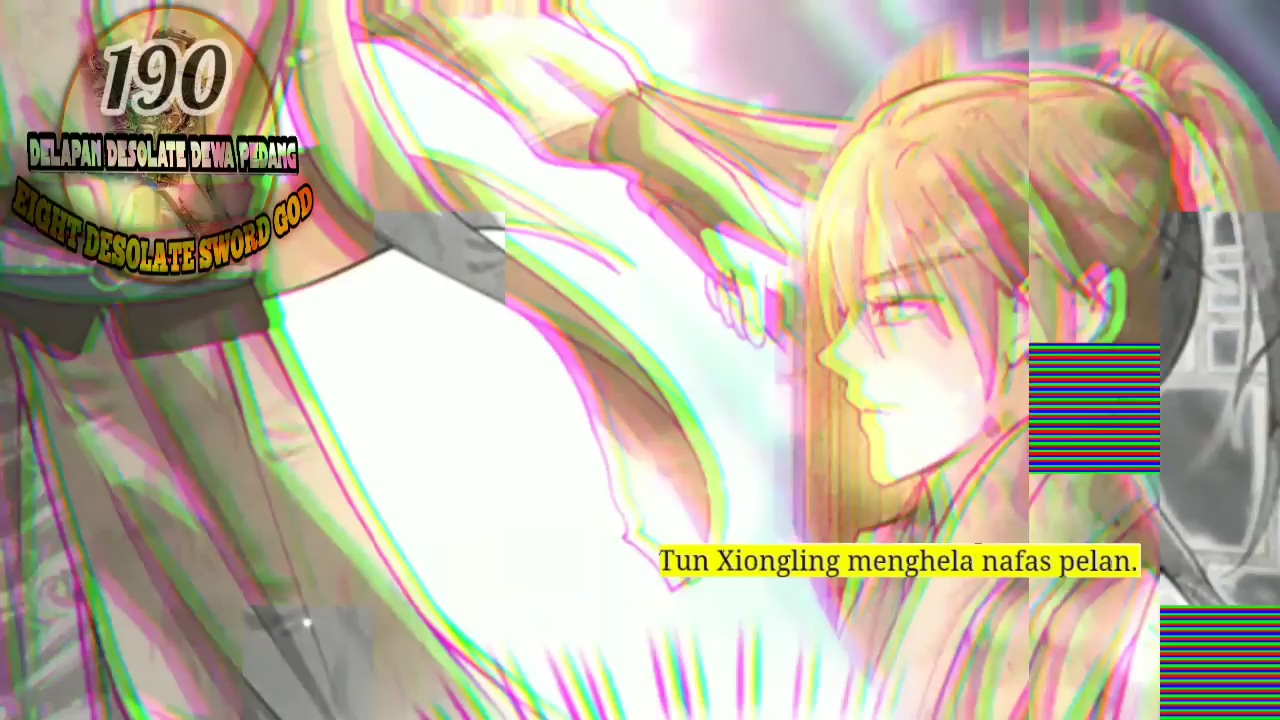 190
DELAPAN DESOLATE DEWA PEDANG
EIGHT DESOLATE SWORD GOD
Tun Xiongling menghela nafas pelan.